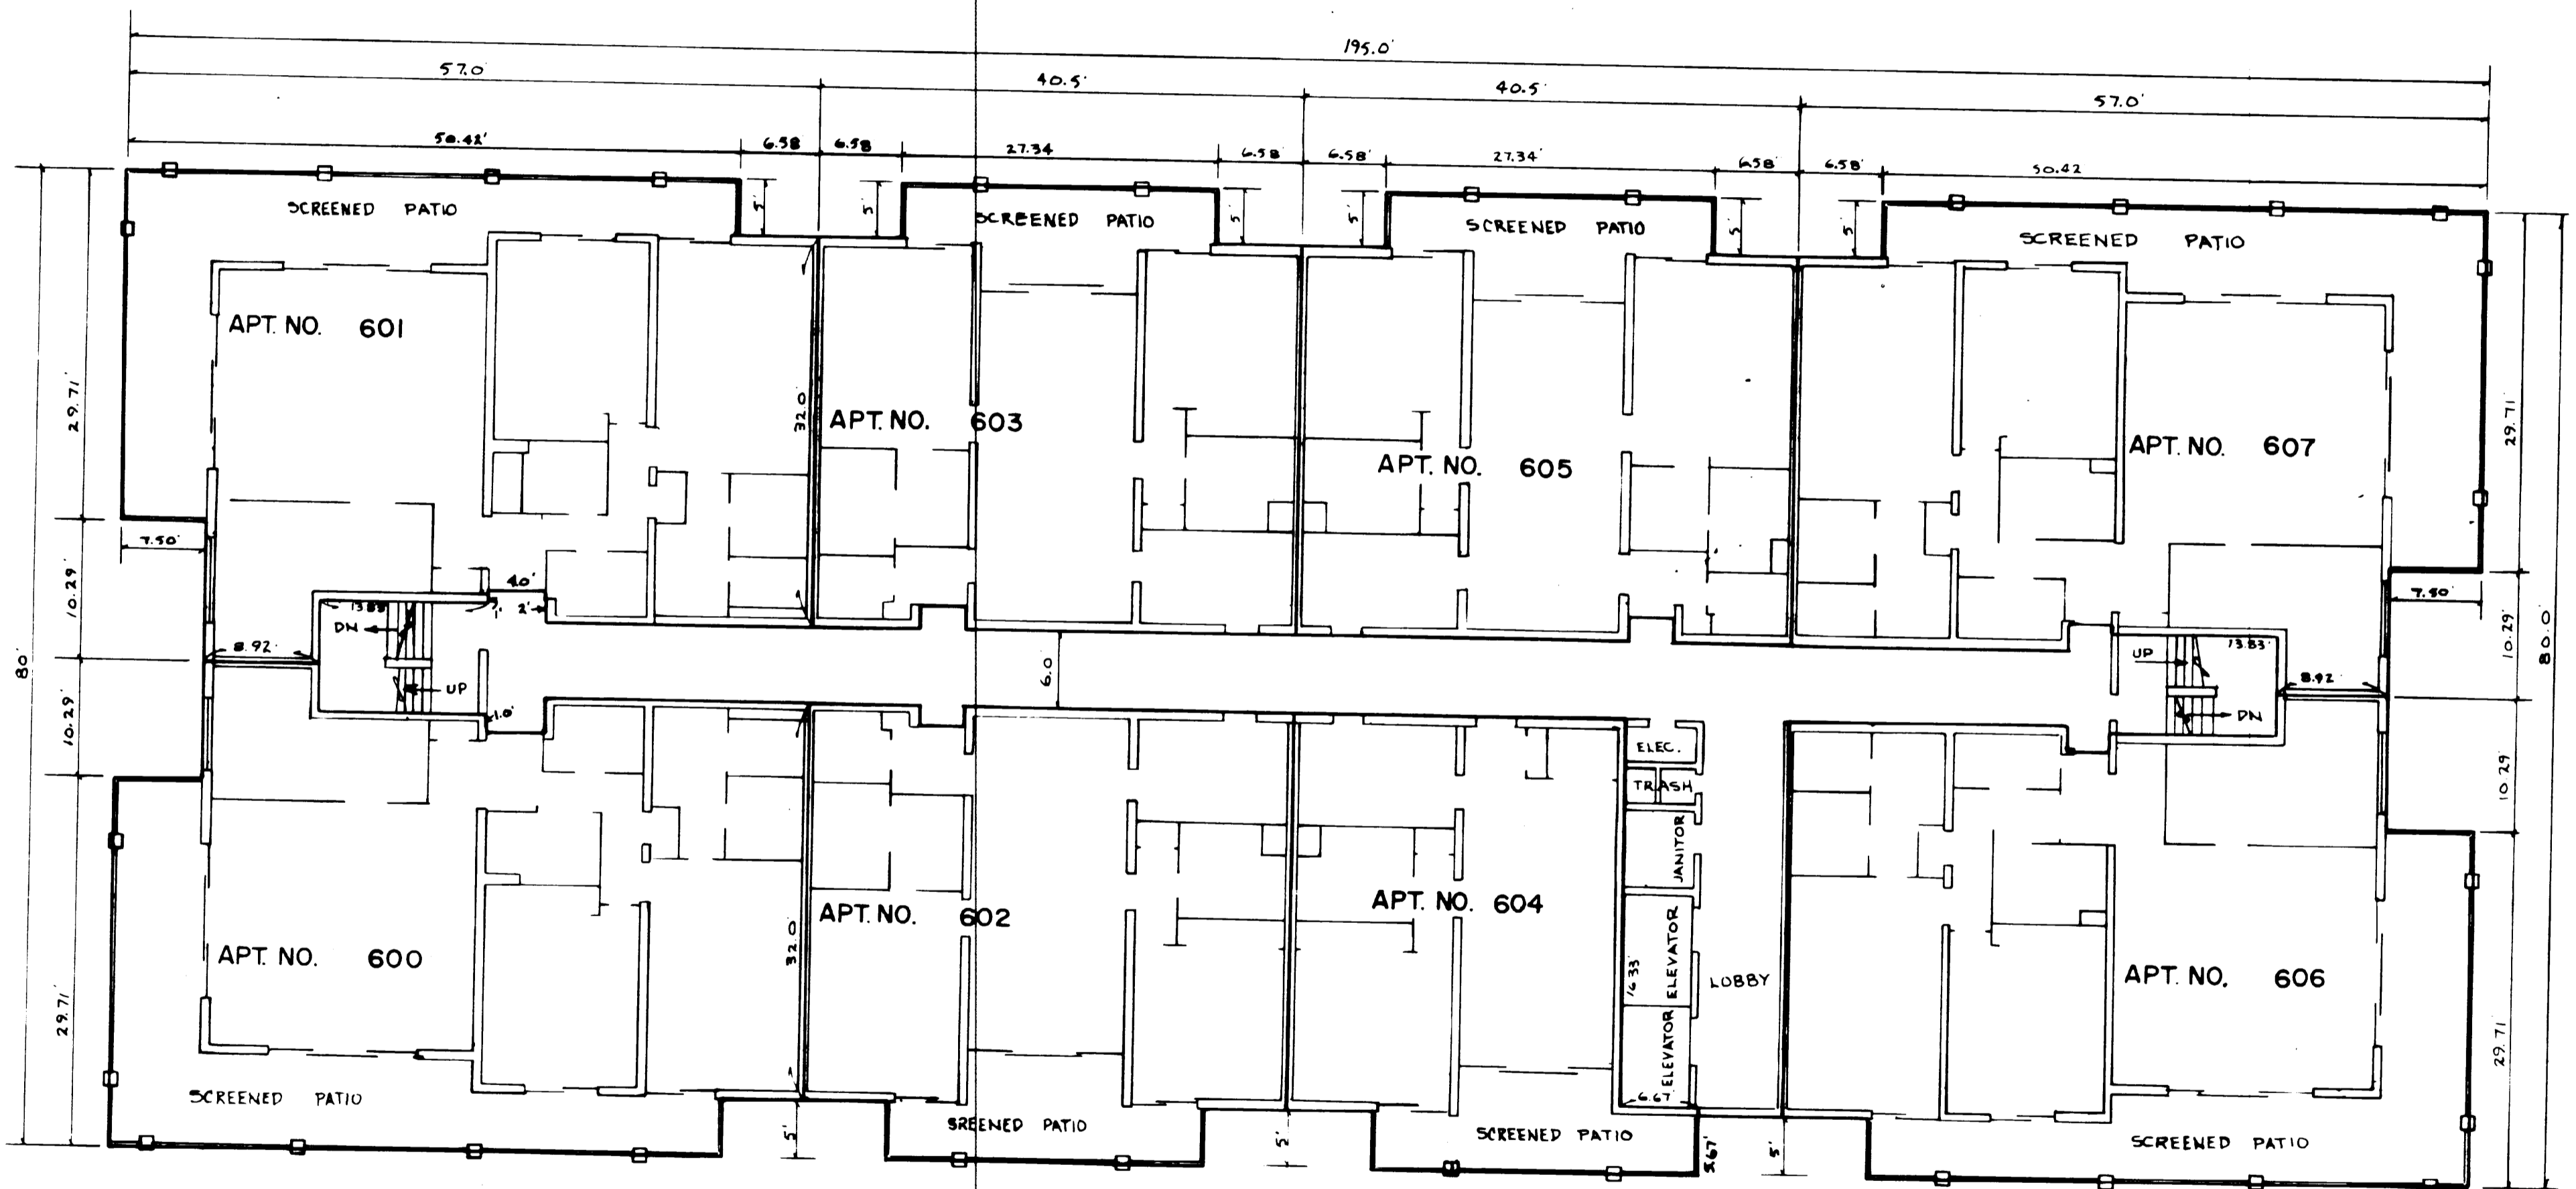 195.0'
57.0 40.5' 40.5' 57.0'
50.42' 6.58 6.58 27.34 6.58' 6.58' 27.34' 6.58' 6.58' 50.42
5' 5' 5' 5' 5' 5'
SCREENED PATIO SCREENED PATIO SCREENED PATIO SCREENED PATIO
APT. NO. 601
29.71' 32.0' APT. NO. 603 APT. NO. 605 APT. NO. 607 29.71'
7.50' 7.50'
10.29' 13.83' 4.0' 2' 10.29'
DN UP 13.83'
80' 8.92' 6.0 8.92' 80.0'
UP DN
10.29' 1.0' 10.29
ELEC.
TRASH
JANITOR
APT. NO. 600 32.0' APT. NO. 602 APT. NO. 604 ELEVATOR 16.33' LOBBY APT. NO. 606
29.71' ELEVATOR 29.71
6.67'
SCREENED PATIO SREENED PATIO SCREENED PATIO SCREENED PATIO
5' 5' 5'